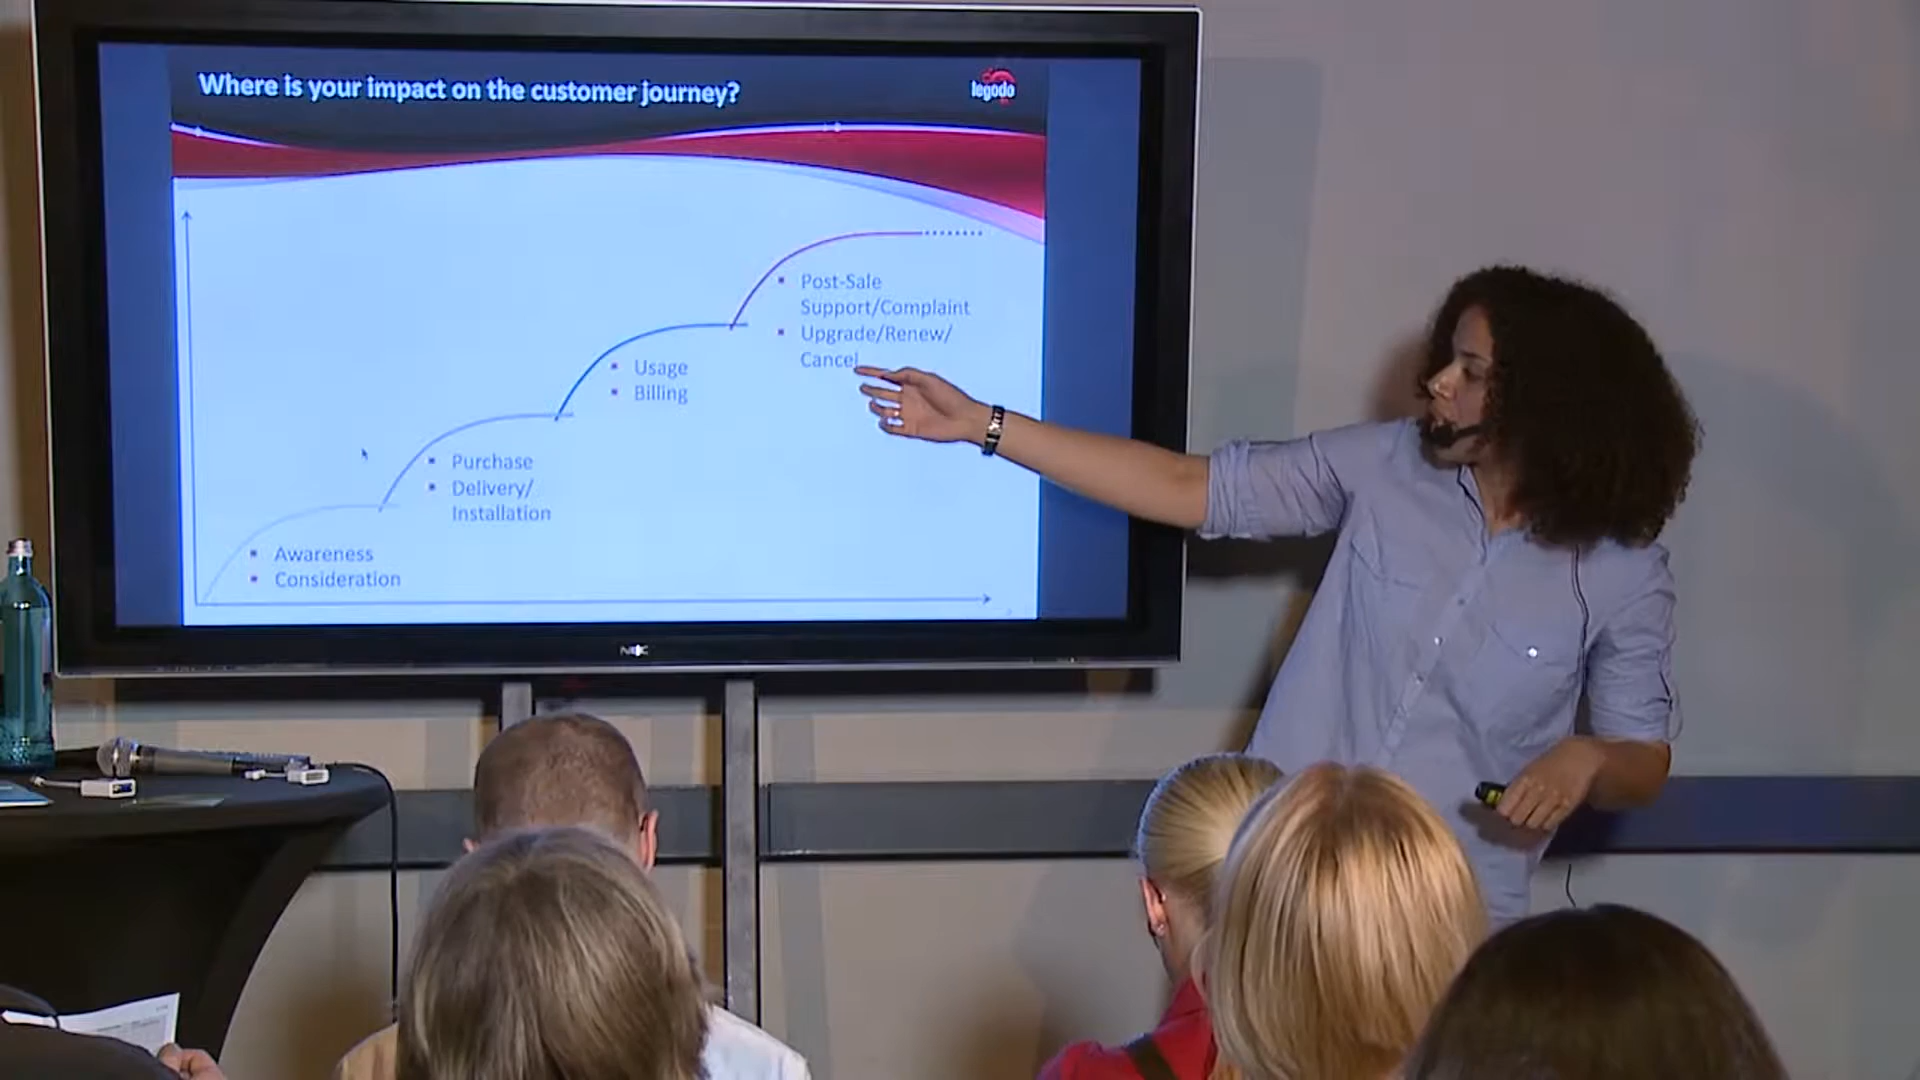 Where is your impact on the customer journey?
legodo
Post-Sale
Support/Complaint
Upgrade/Renew/
Cancel
Usage
Billing
Purchase
Delivery/
Installation
Awareness
Consideration
NEC